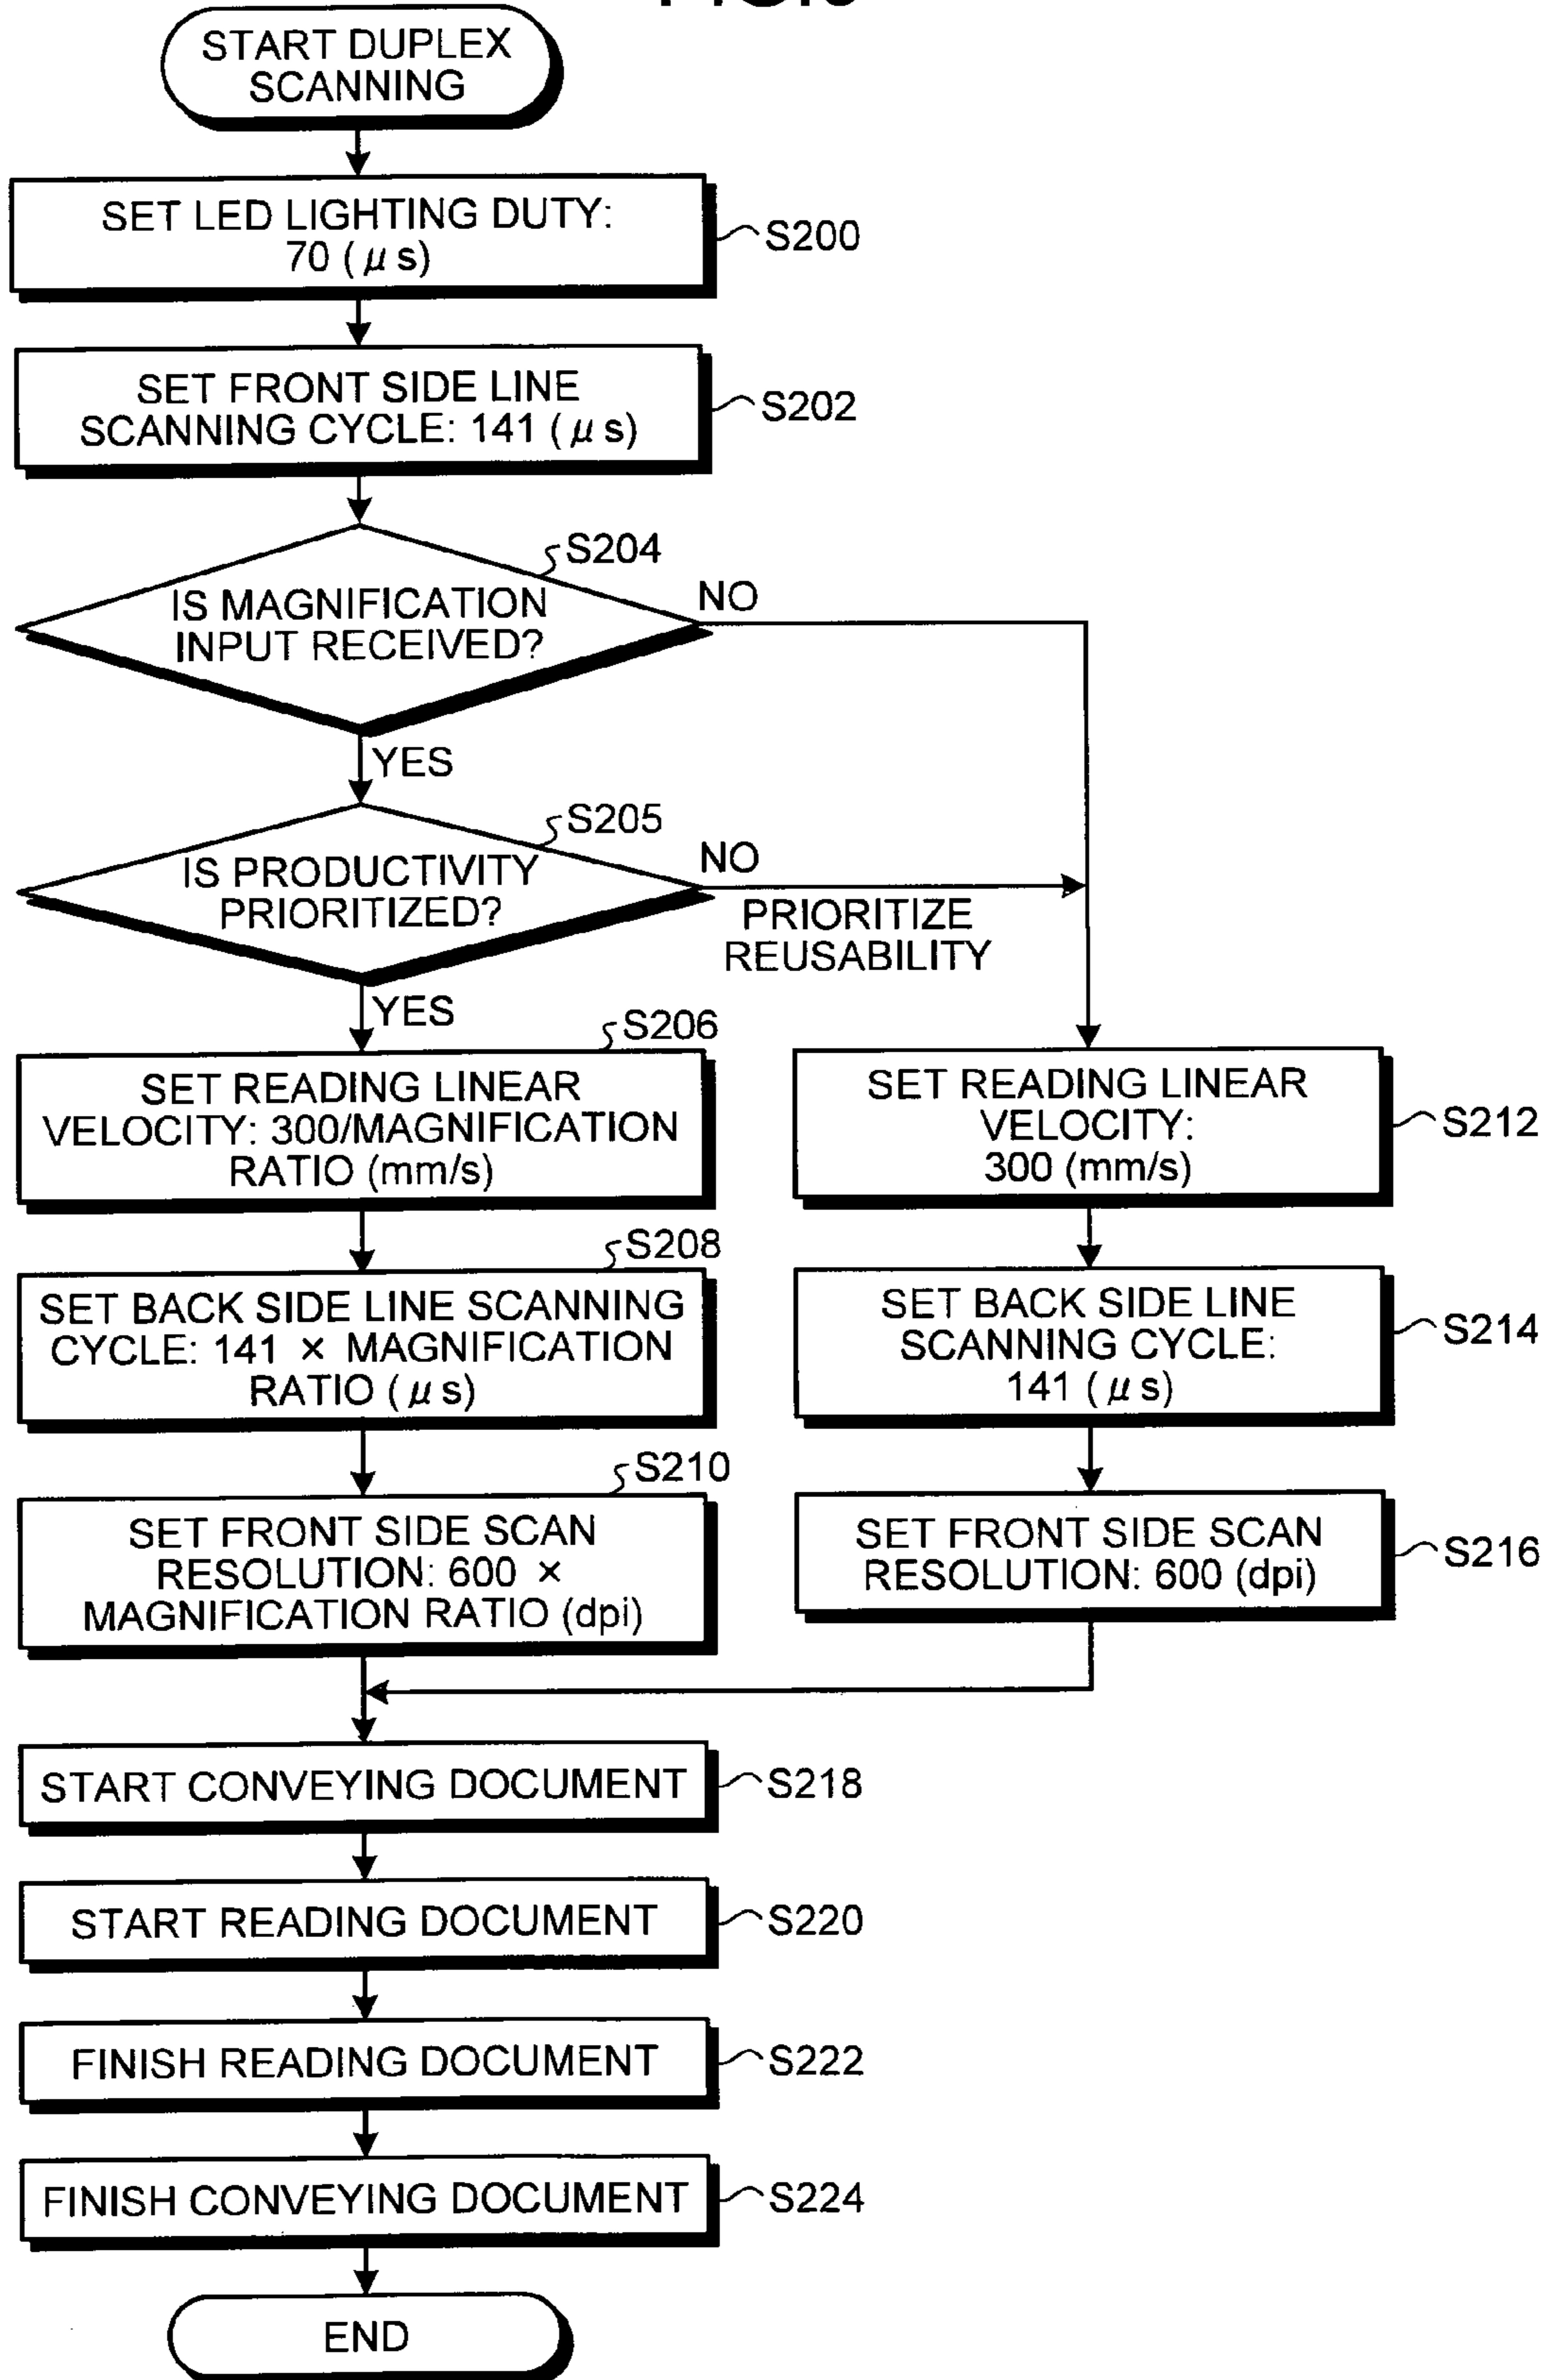 START DUPLEX
SCANNING
SET LED LIGHTING DUTY:
70 (μs)
S200
SET FRONT SIDE LINE
SCANNING CYCLE: 141 (μs)
S202
S204
IS MAGNIFICATION
INPUT RECEIVED?
NO
YES
S205
IS PRODUCTIVITY
PRIORITIZED?
NO
PRIORITIZE
REUSABILITY
YES
S206
SET READING LINEAR
VELOCITY: 300/MAGNIFICATION
RATIO (mm/s)
SET READING LINEAR
VELOCITY:
300 (mm/s)
S212
S208
SET BACK SIDE LINE SCANNING
CYCLE: 141 × MAGNIFICATION
RATIO (μs)
SET BACK SIDE LINE
SCANNING CYCLE:
141 (μs)
S214
S210
SET FRONT SIDE SCAN
RESOLUTION: 600 ×
MAGNIFICATION RATIO (dpi)
SET FRONT SIDE SCAN
RESOLUTION: 600 (dpi)
S216
START CONVEYING DOCUMENT
S218
START READING DOCUMENT
S220
FINISH READING DOCUMENT
S222
FINISH CONVEYING DOCUMENT
S224
END